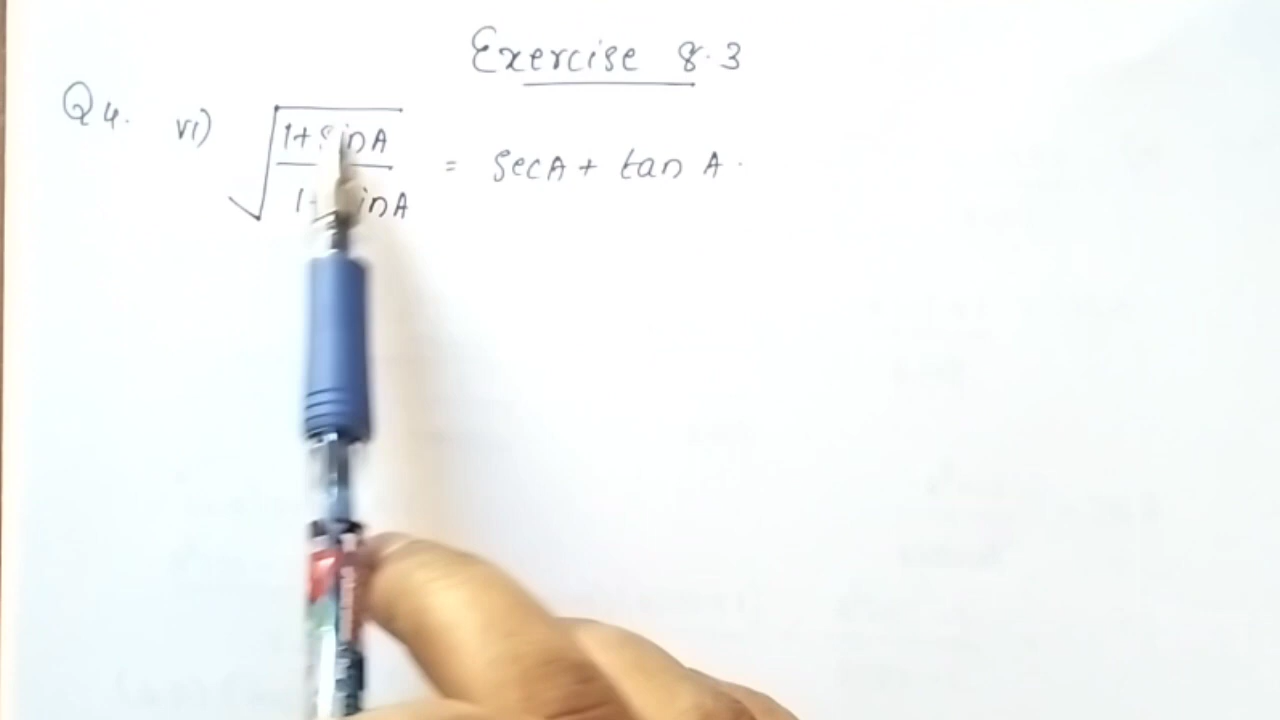 Exercise 8.3
Q4. vi) √(1+sinA / 1-sinA) = secA + tan A.